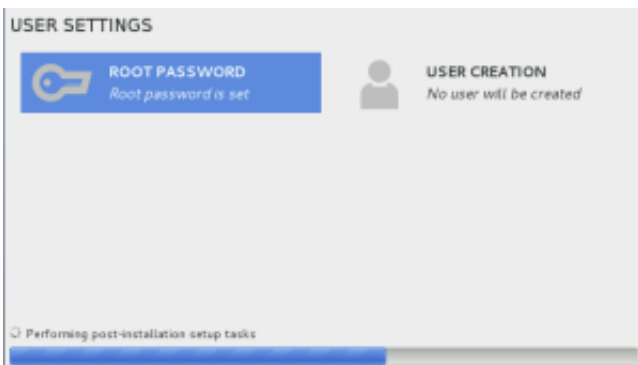 USER SETTINGS
ROOT PASSWORD
Root password is set
USER CREATION
No user will be created
Performing post-installation setup tasks